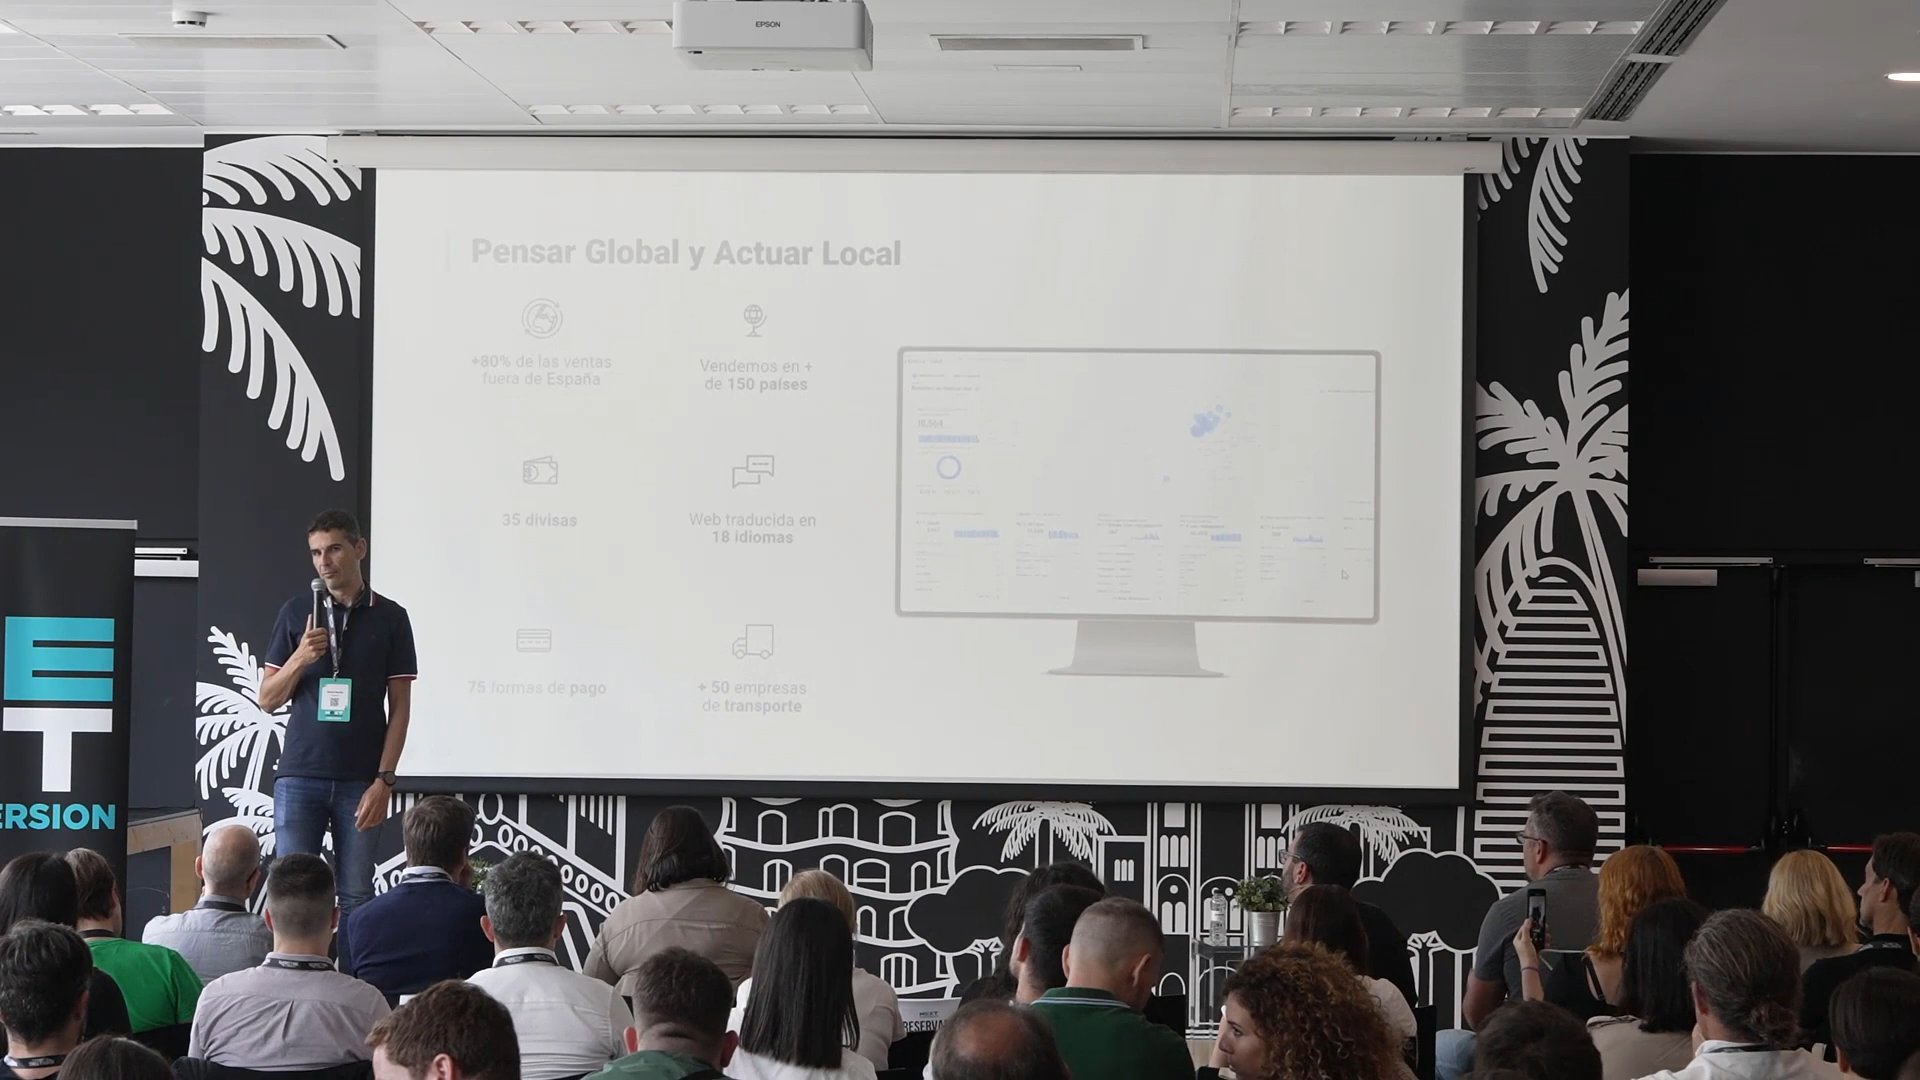 EPSON
Pensar Global y Actuar Local
+80% de las ventas
fuera de España
Vendemos en +
de 150 países
35 divisas
Web traducida en
18 idiomas
75 formas de pago
+ 50 empresas
de transporte
ET
ERSION